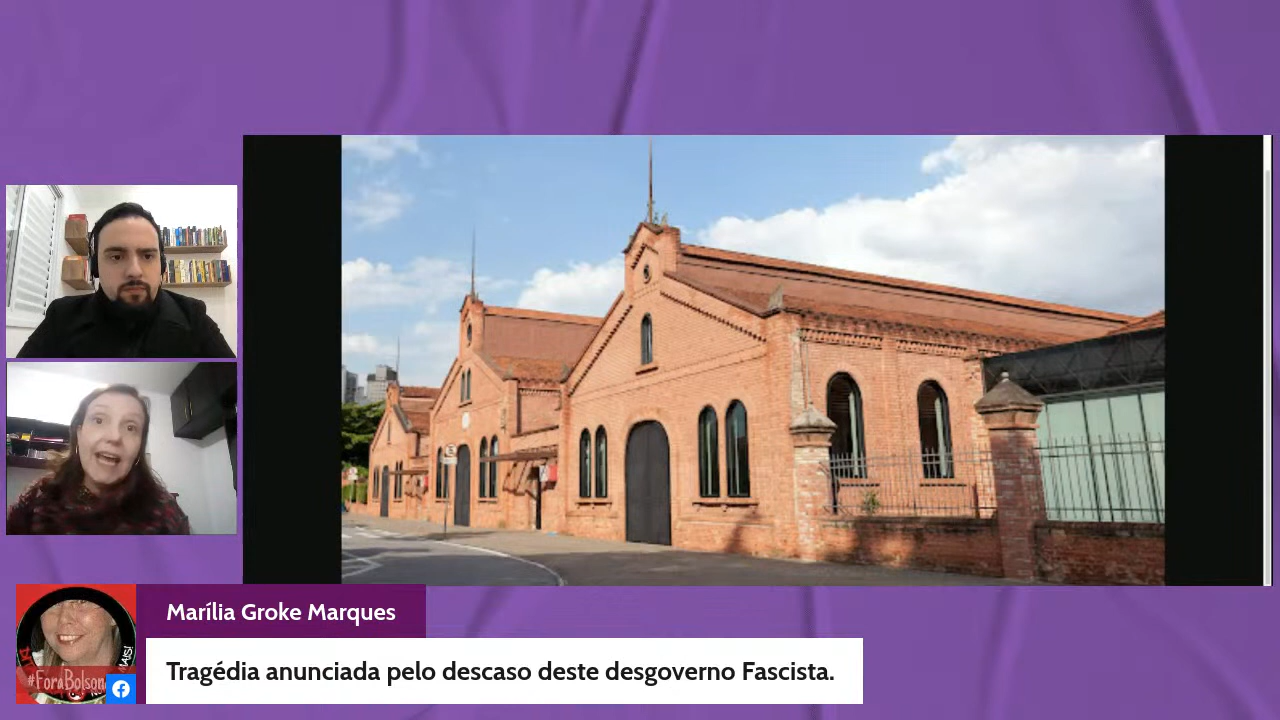 Marília Groke Marques
Tragédia anunciada pelo descaso deste desgoverno Fascista.
#ForaBolson